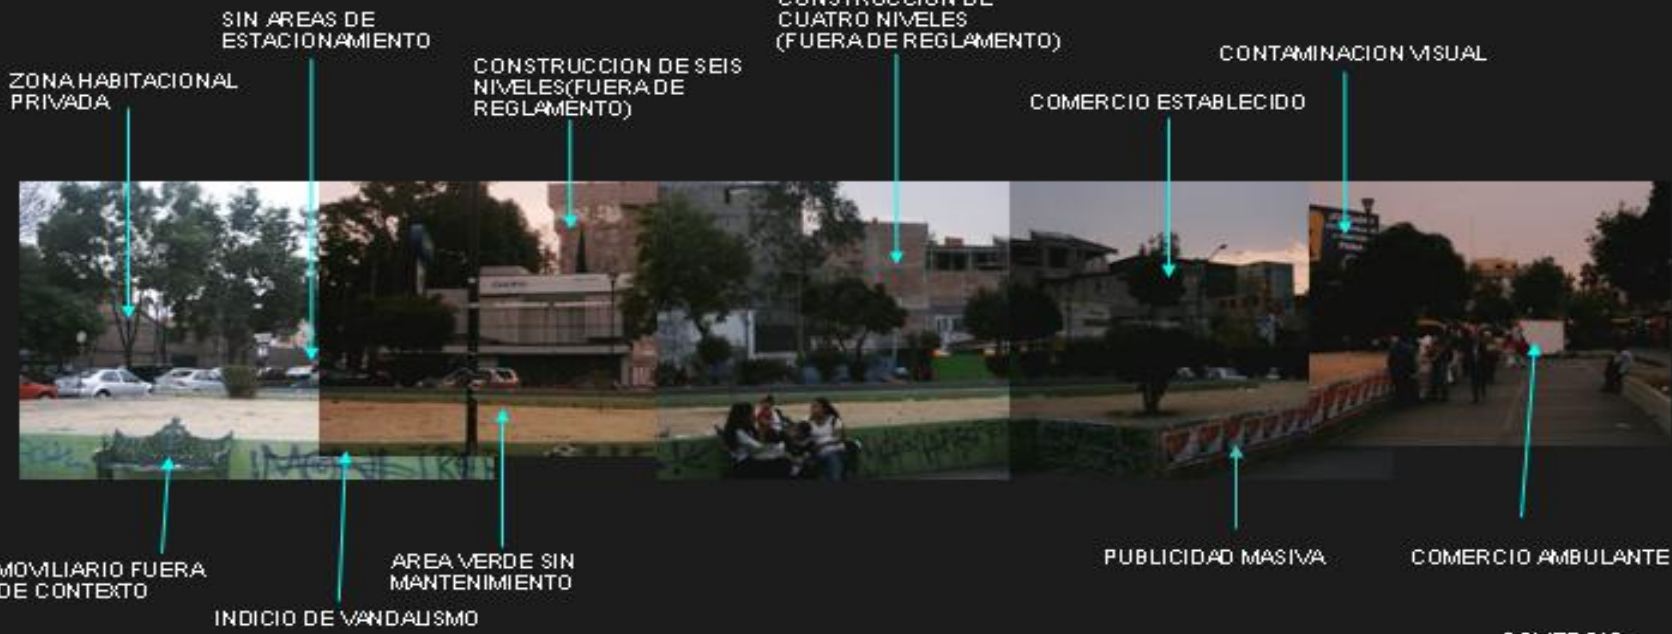 SIN AREAS DE
ESTACIONAMIENTO
CONSTRUCCION DE
CUATRO NIVELES
(FUERA DE REGLAMENTO)
ZONA HABITACIONAL
PRIVADA
CONSTRUCCION DE SEIS
NIVELES(FUERA DE
REGLAMENTO)
COMERCIO ESTABLECIDO
CONTAMINACION VISUAL
MOVILIARIO FUERA
DE CONTEXTO
INDICIO DE VANDALISMO
AREA VERDE SIN
MANTENIMIENTO
PUBLICIDAD MASIVA
COMERCIO AMBULANTE